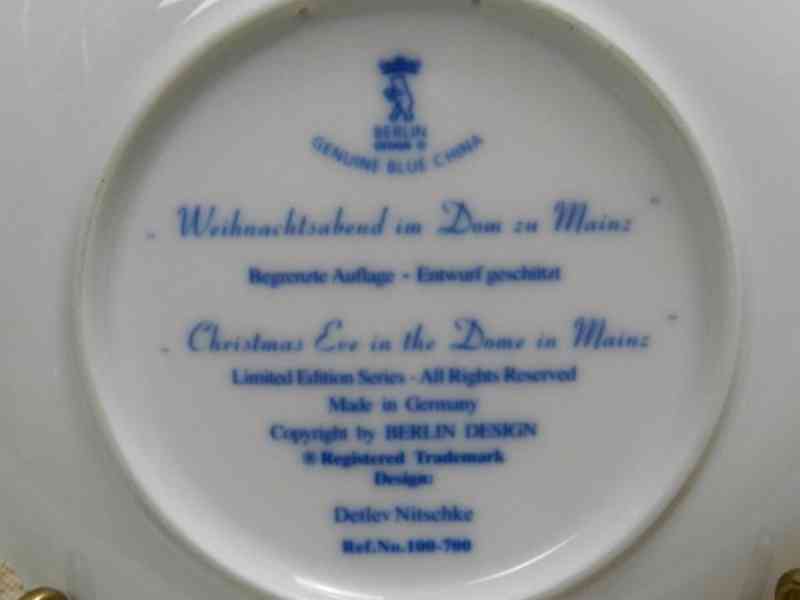 BERLIN
DESIGN ®
GENUINE BLUE CHINA
„ Weihnachtsabend im Dom zu Mainz "
Begrenzte Auflage - Entwurf geschützt
„ Christmas Eve in the Dome in Mainz "
Limited Edition Series - All Rights Reserved
Made in Germany
Copyright by BERLIN DESIGN
® Registered Trademark
Design:
Detlev Nitschke
Ref.No.100-700